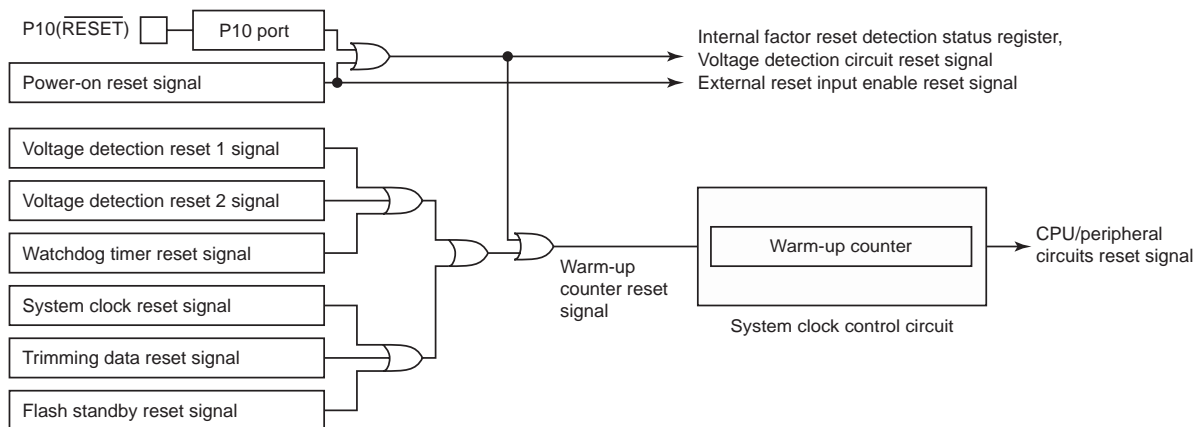 P10(RESET)
P10 port
Internal factor reset detection status register,
Voltage detection circuit reset signal
Power-on reset signal
External reset input enable reset signal
Voltage detection reset 1 signal
Voltage detection reset 2 signal
Watchdog timer reset signal
System clock reset signal
Trimming data reset signal
Flash standby reset signal
Warm-up
counter reset
signal
Warm-up counter
System clock control circuit
CPU/peripheral
circuits reset signal